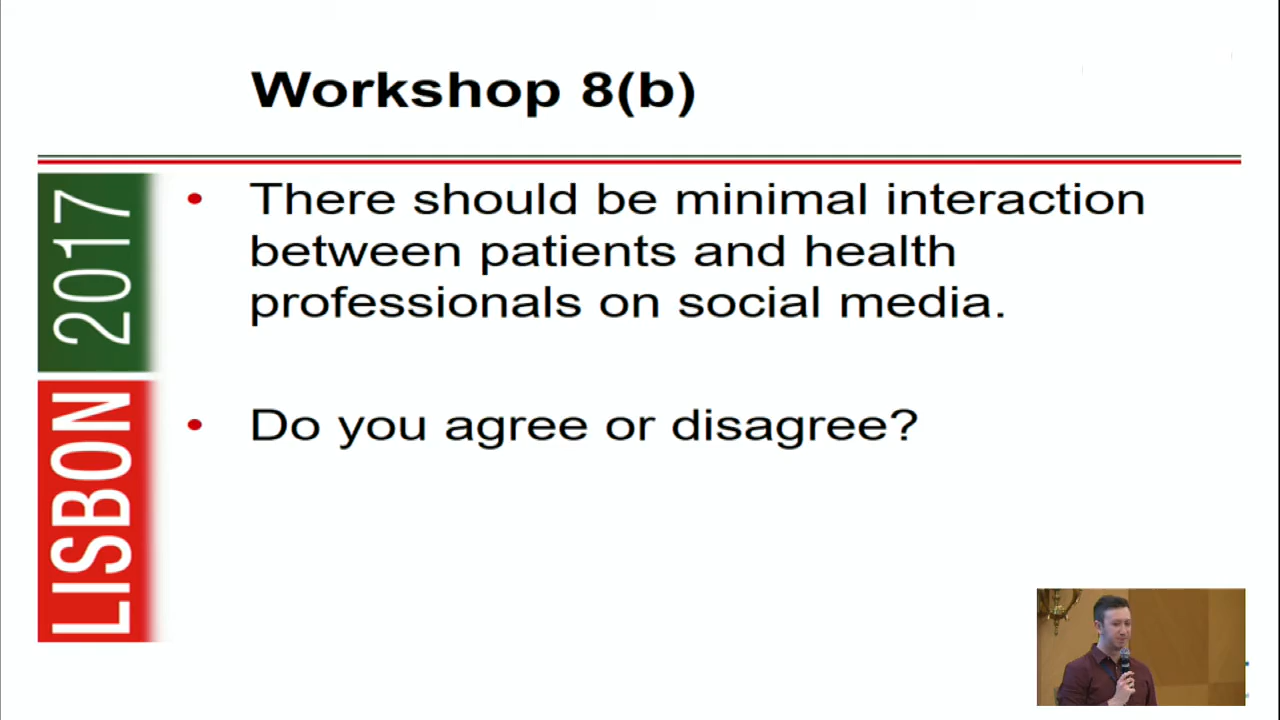 Workshop 8(b)
• There should be minimal interaction
between patients and health
professionals on social media.
• Do you agree or disagree?
LISBON 2017